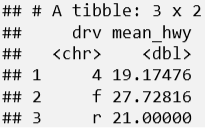 ## # A tibble: 3 x 2
##     drv mean_hwy
##   <chr>    <dbl>
## 1     4 19.17476
## 2     f 27.72816
## 3     r 21.00000